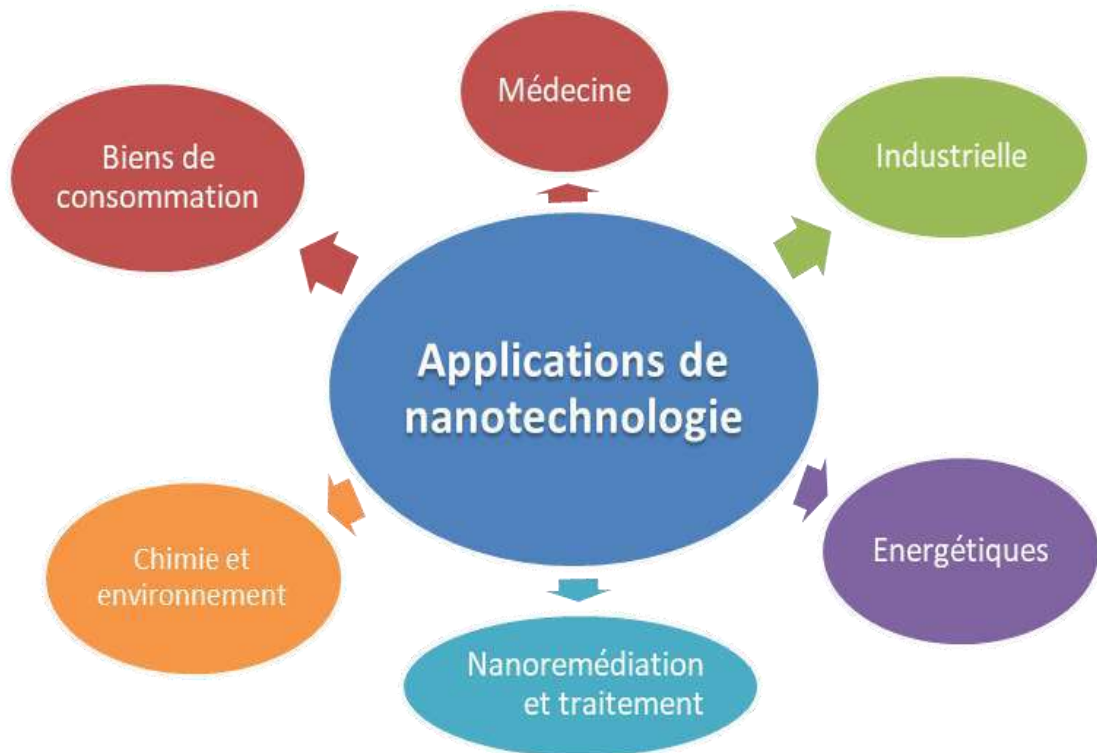 Médecine
Industrielle
Biens de
consommation
Applications de
nanotechnologie
Energétiques
Chimie et
environnement
Nanoremédiation
et traitement